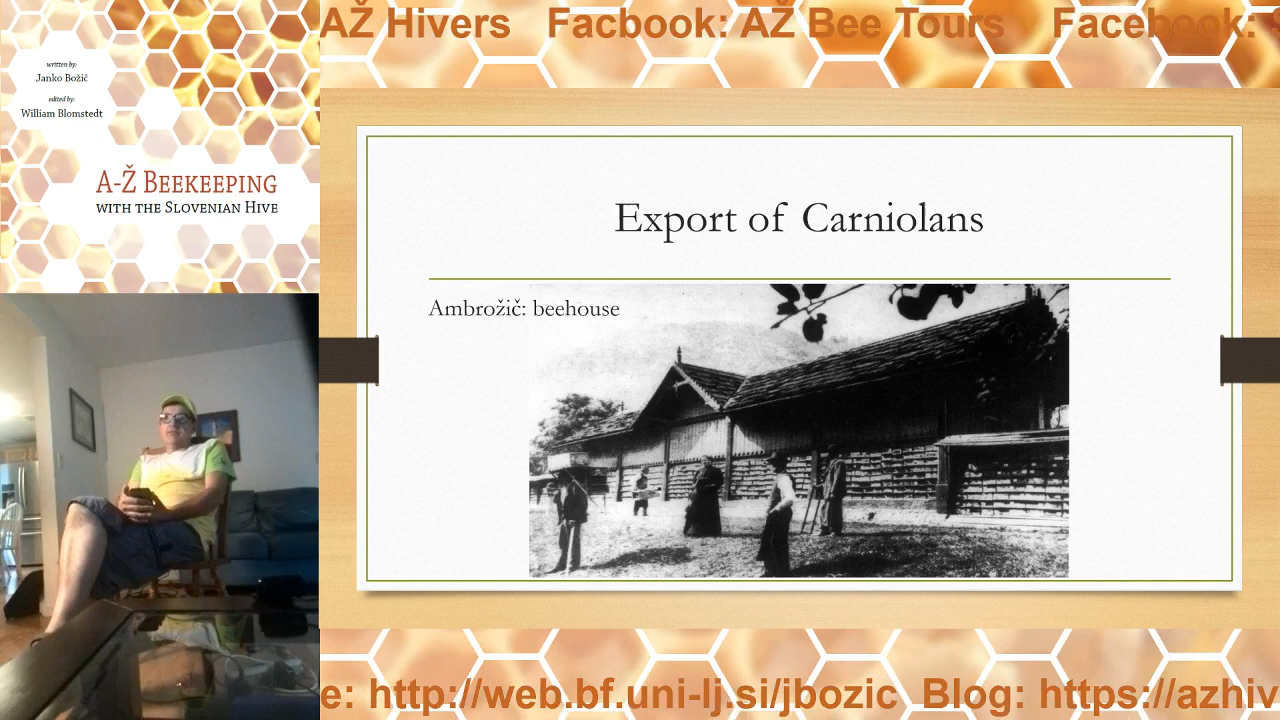 AŽ Hivers Facbook: AŽ Bee Tours Facebook:
written by:
Janko Božič
edited by:
William Blomstedt
A-Ž Beekeeping
with the Slovenian Hive
Export of Carniolans
Ambrožič: beehouse
e: http://web.bf.uni-lj.si/jbozic Blog: https://azhiv